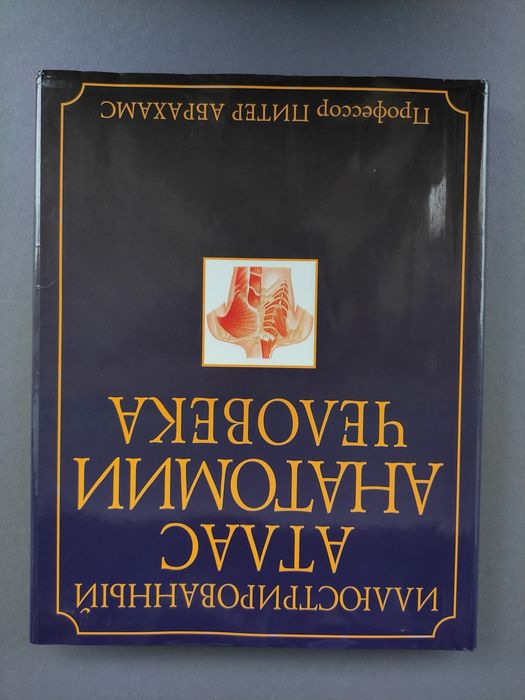 ИЛЛЮСТРИРОВАННЫЙ
АТЛАС
АНАТОМИИ
ЧЕЛОВЕКА
Профессор ПИТЕР АБРАХАМС